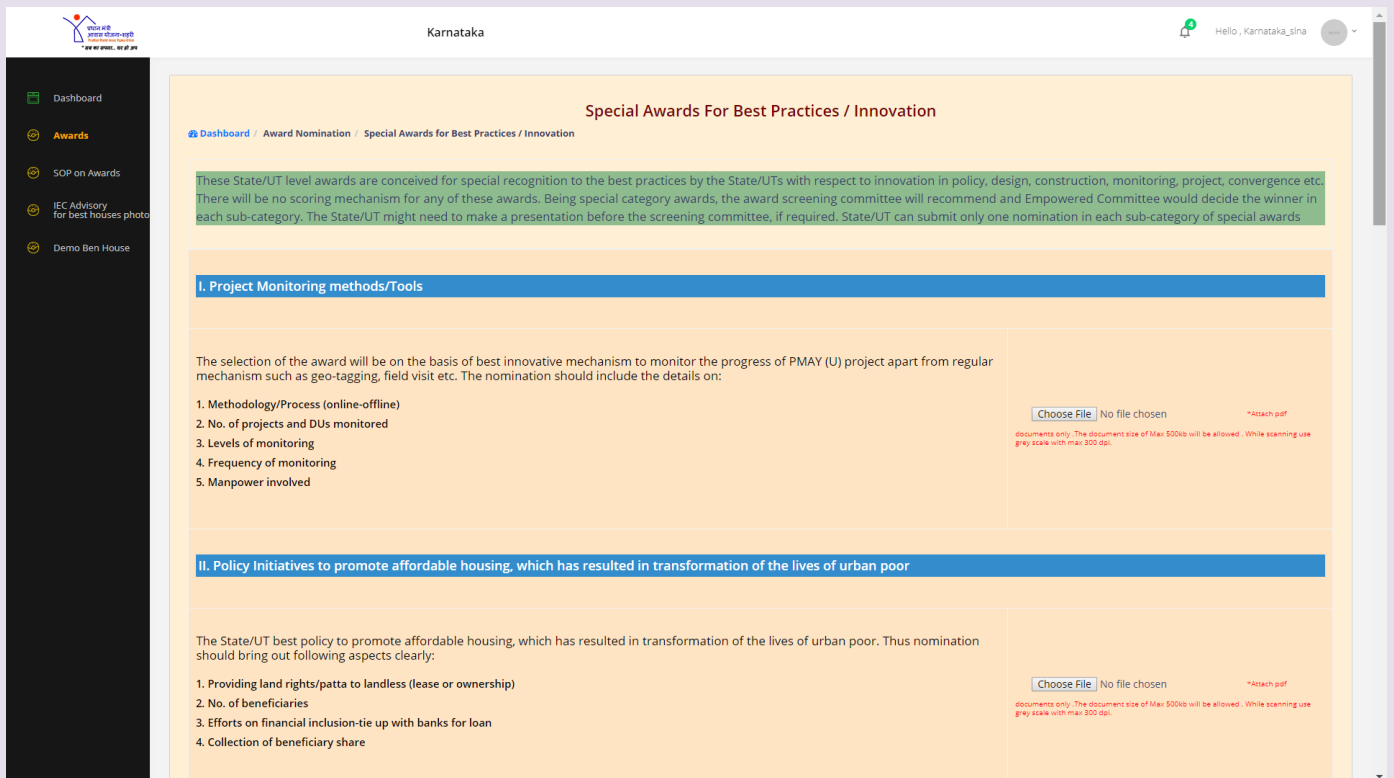 प्रधान मंत्री
आवास योजना-शहरी
Karnataka
4
Hello , Karnataka_slna
Dashboard
Awards
SOP on Awards
IEC Advisory
for best houses photo
Demo Ben House
Special Awards For Best Practices / Innovation
Dashboard / Award Nomination / Special Awards for Best Practices / Innovation
These State/UT level awards are conceived for special recognition to the best practices by the State/UTs with respect to innovation in policy, design, construction, monitoring, project, convergence etc.
There will be no scoring mechanism for any of these awards. Being special category awards, the award screening committee will recommend and Empowered Committee would decide the winner in
each sub-category. The State/UT might need to make a presentation before the screening committee, if required. State/UT can submit only one nomination in each sub-category of special awards
I. Project Monitoring methods/Tools
The selection of the award will be on the basis of best innovative mechanism to monitor the progress of PMAY (U) project apart from regular
mechanism such as geo-tagging, field visit etc. The nomination should include the details on:
1. Methodology/Process (online-offline)
2. No. of projects and DUs monitored
3. Levels of monitoring
4. Frequency of monitoring
5. Manpower involved
Choose File No file chosen *Attach pdf
documents only .The document size of Max 500kb will be allowed . While scanning use
grey scale with max 300 dpi.
II. Policy Initiatives to promote affordable housing, which has resulted in transformation of the lives of urban poor
The State/UT best policy to promote affordable housing, which has resulted in transformation of the lives of urban poor. Thus nomination
should bring out following aspects clearly:
1. Providing land rights/patta to landless (lease or ownership)
2. No. of beneficiaries
3. Efforts on financial inclusion-tie up with banks for loan
4. Collection of beneficiary share
Choose File No file chosen *Attach pdf
documents only .The document size of Max 500kb will be allowed . While scanning use
grey scale with max 300 dpi.